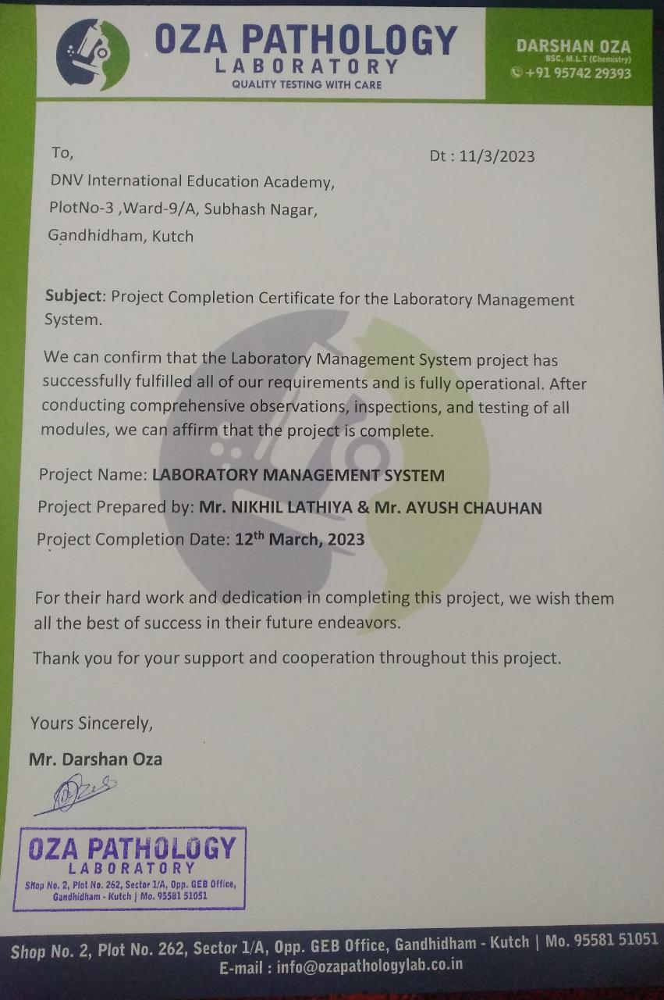 OZA PATHOLOGY
LABORATORY
QUALITY TESTING WITH CARE
DARSHAN OZA
BSC, M.L.T (Chemistry)
+91 95742 29393
To,
Dt : 11/3/2023
DNV International Education Academy,
PlotNo-3 ,Ward-9/A, Subhash Nagar,
Gandhidham, Kutch
Subject: Project Completion Certificate for the Laboratory Management
System.
We can confirm that the Laboratory Management System project has
successfully fulfilled all of our requirements and is fully operational. After
conducting comprehensive observations, inspections, and testing of all
modules, we can affirm that the project is complete.
Project Name: LABORATORY MANAGEMENT SYSTEM
Project Prepared by: Mr. NIKHIL LATHIYA & Mr. AYUSH CHAUHAN
Project Completion Date: 12th March, 2023
For their hard work and dedication in completing this project, we wish them
all the best of success in their future endeavors.
Thank you for your support and cooperation throughout this project.
Yours Sincerely,
Mr. Darshan Oza
OZA PATHOLOGY
LABORATORY
Shop No. 2, Plot No. 262, Sector 1/A, Opp. GEB Office,
Gandhidham - Kutch | Mo. 95581 51051
Shop No. 2, Plot No. 262, Sector 1/A, Opp. GEB Office, Gandhidham - Kutch | Mo. 95581 51051
E-mail : info@ozapathologylab.co.in